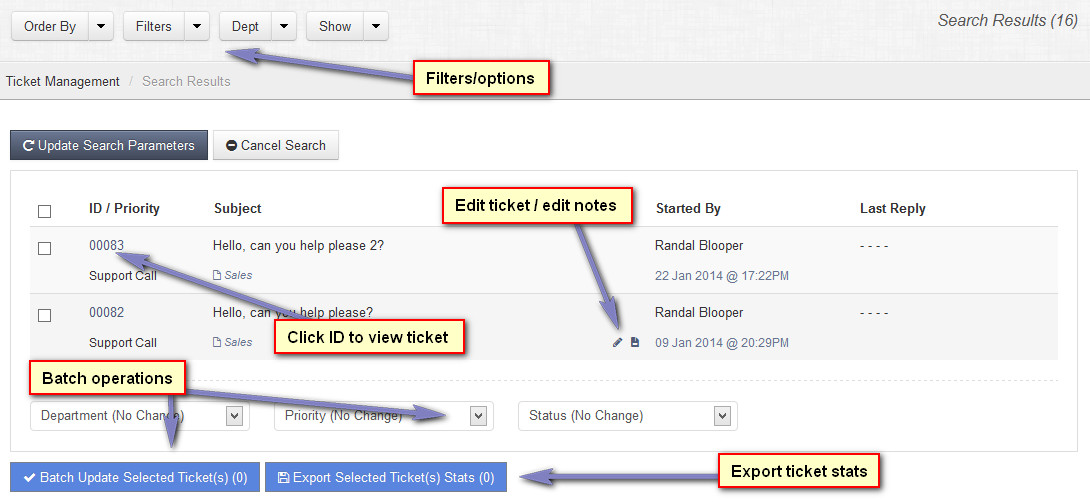 Order By Filters Dept Show Search Results (16)
Filters/options
Ticket Management / Search Results
Update Search Parameters Cancel Search
Edit ticket / edit notes
ID / Priority Subject Started By Last Reply
00083 Hello, can you help please 2? Randal Blooper - - - -
Support Call Sales 22 Jan 2014 @ 17:22PM
00082 Hello, can you help please? Randal Blooper - - - -
Click ID to view ticket
Support Call Sales 09 Jan 2014 @ 20:29PM
Batch operations
Department (No Change) Priority (No Change) Status (No Change)
Export ticket stats
Batch Update Selected Ticket(s) (0) Export Selected Ticket(s) Stats (0)